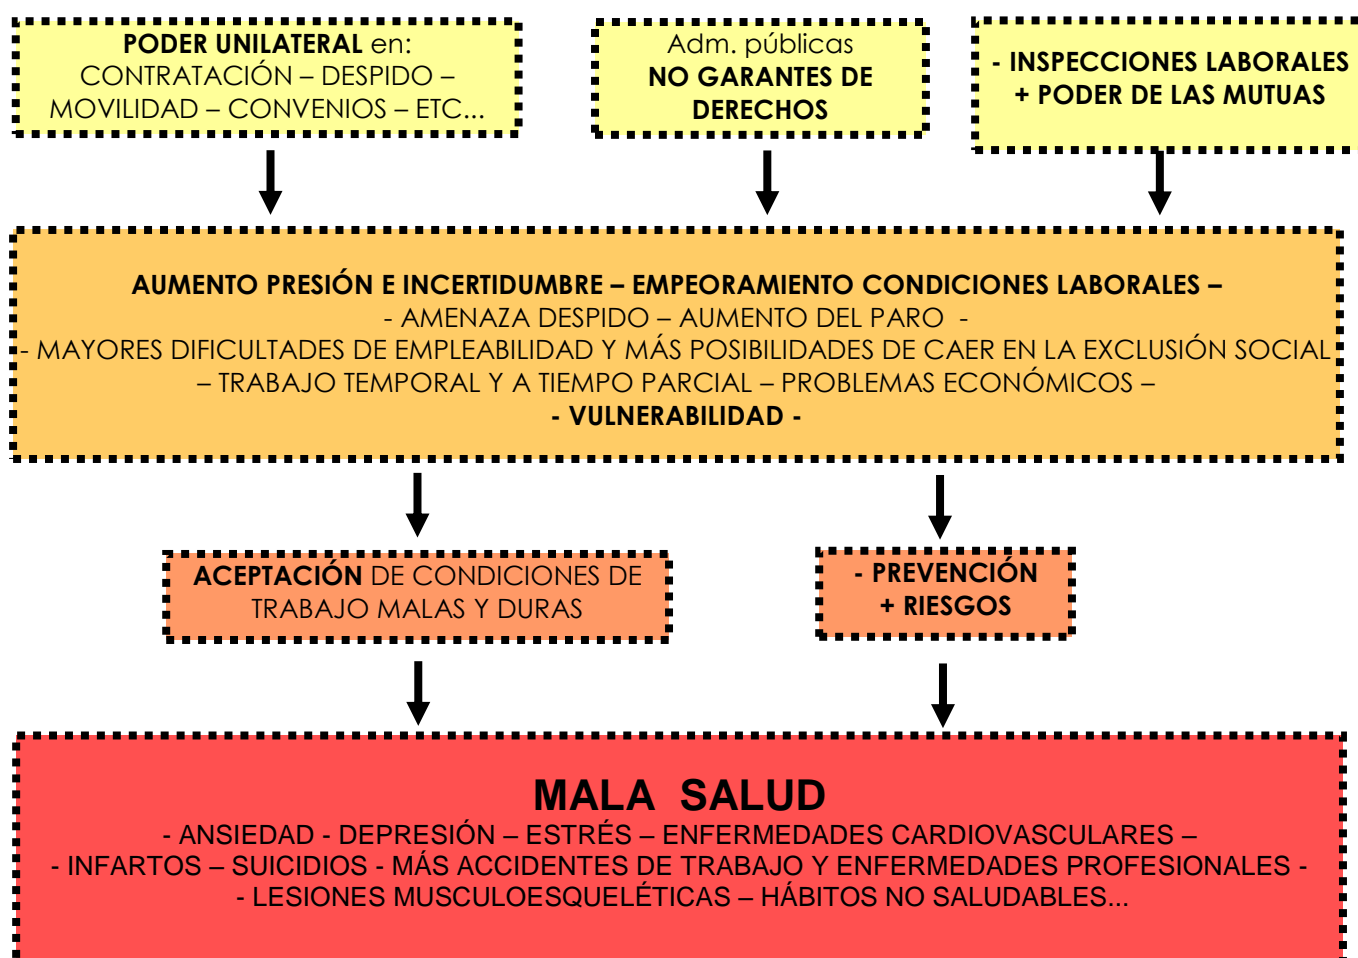 PODER UNILATERAL en:
CONTRATACIÓN – DESPIDO –
MOVILIDAD – CONVENIOS – ETC...
Adm. públicas
NO GARANTES DE
DERECHOS
- INSPECCIONES LABORALES
+ PODER DE LAS MUTUAS
AUMENTO PRESIÓN E INCERTIDUMBRE – EMPEORAMIENTO CONDICIONES LABORALES –
- AMENAZA DESPIDO – AUMENTO DEL PARO -
- MAYORES DIFICULTADES DE EMPLEABILIDAD Y MÁS POSIBILIDADES DE CAER EN LA EXCLUSIÓN SOCIAL
– TRABAJO TEMPORAL Y A TIEMPO PARCIAL – PROBLEMAS ECONÓMICOS –
- VULNERABILIDAD -
ACEPTACIÓN DE CONDICIONES DE
TRABAJO MALAS Y DURAS
- PREVENCIÓN
+ RIESGOS
MALA SALUD
- ANSIEDAD - DEPRESIÓN – ESTRÉS – ENFERMEDADES CARDIOVASCULARES –
- INFARTOS – SUICIDIOS - MÁS ACCIDENTES DE TRABAJO Y ENFERMEDADES PROFESIONALES -
- LESIONES MUSCULOESQUELÉTICAS – HÁBITOS NO SALUDABLES...